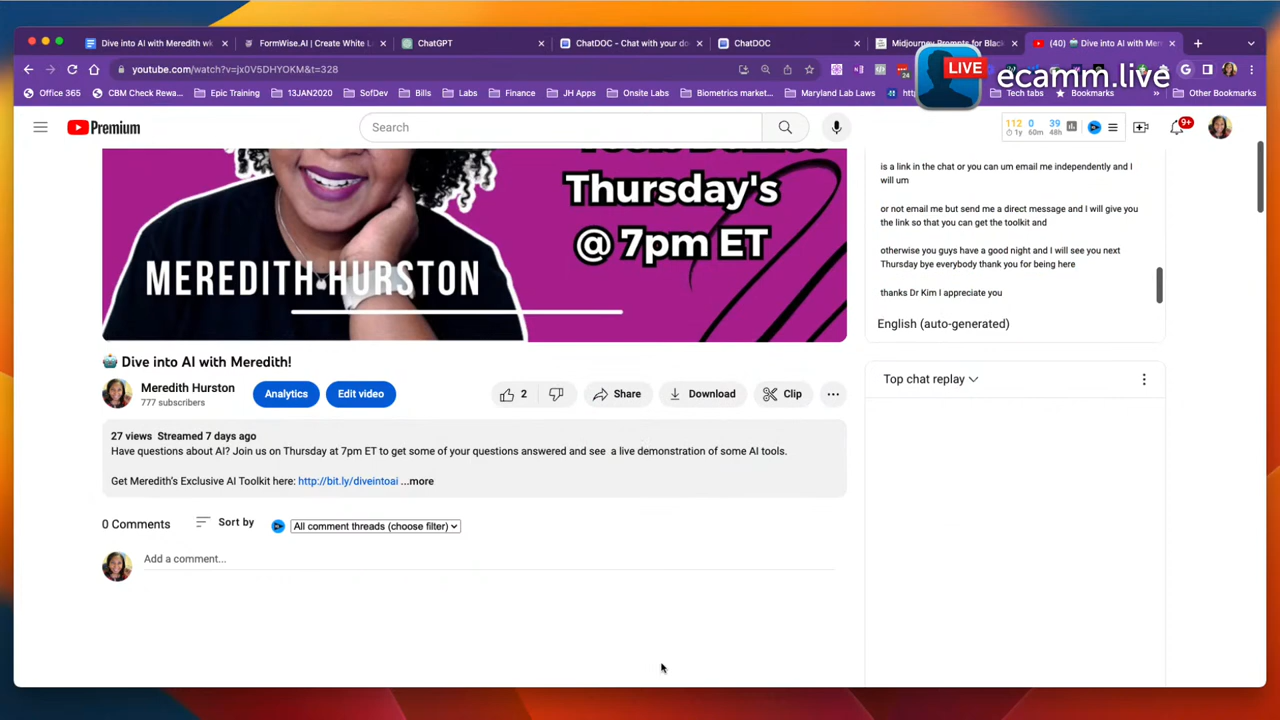 Dive into AI with Meredith w
FormWise.AI | Create White L
ChatGPT
ChatDOC - Chat with your do
ChatDOC
Midjourney Prompts for Black
(40) 🤖 Dive into AI with Mere
youtube.com/watch?v=jx0V5DHYOKM&t=328
24
LIVE
ecamm.live
Office 365
CBM Check Rewa...
Epic Training
13JAN2020
SofDev
Bills
Labs
Finance
JH Apps
Onsite Labs
Biometrics market...
Maryland Lab Laws
Tech tabs
Bookmarks
»
Other Bookmarks
Premium
Search
112 0 39
1y 60m 48h
9+
Thursday's
@ 7pm ET
MEREDITH HURSTON
is a link in the chat or you can um email me independently and I
will um
or not email me but send me a direct message and I will give you
the link so that you can get the toolkit and
otherwise you guys have a good night and I will see you next
Thursday bye everybody thank you for being here
thanks Dr Kim I appreciate you
English (auto-generated)
🤖 Dive into AI with Meredith!
Meredith Hurston
777 subscribers
Analytics
Edit video
2
Share
Download
Clip
...
Top chat replay
27 views Streamed 7 days ago
Have questions about AI? Join us on Thursday at 7pm ET to get some of your questions answered and see a live demonstration of some AI tools.
Get Meredith's Exclusive AI Toolkit here: http://bit.ly/diveintoai ...more
0 Comments
Sort by
All comment threads (choose filter)
Add a comment...